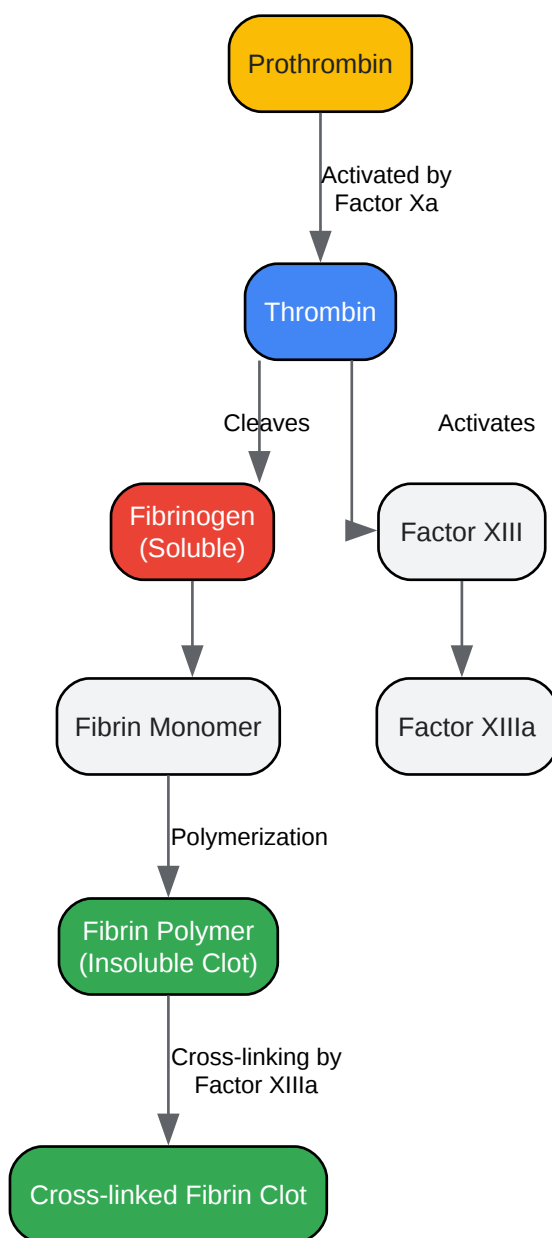 Prothrombin
Activated by
Factor Xa
Thrombin
Cleaves
Activates
Fibrinogen
(Soluble)
Factor XIII
Fibrin Monomer
Factor XIIIa
Polymerization
Fibrin Polymer
(Insoluble Clot)
Cross-linking by
Factor XIIIa
Cross-linked Fibrin Clot